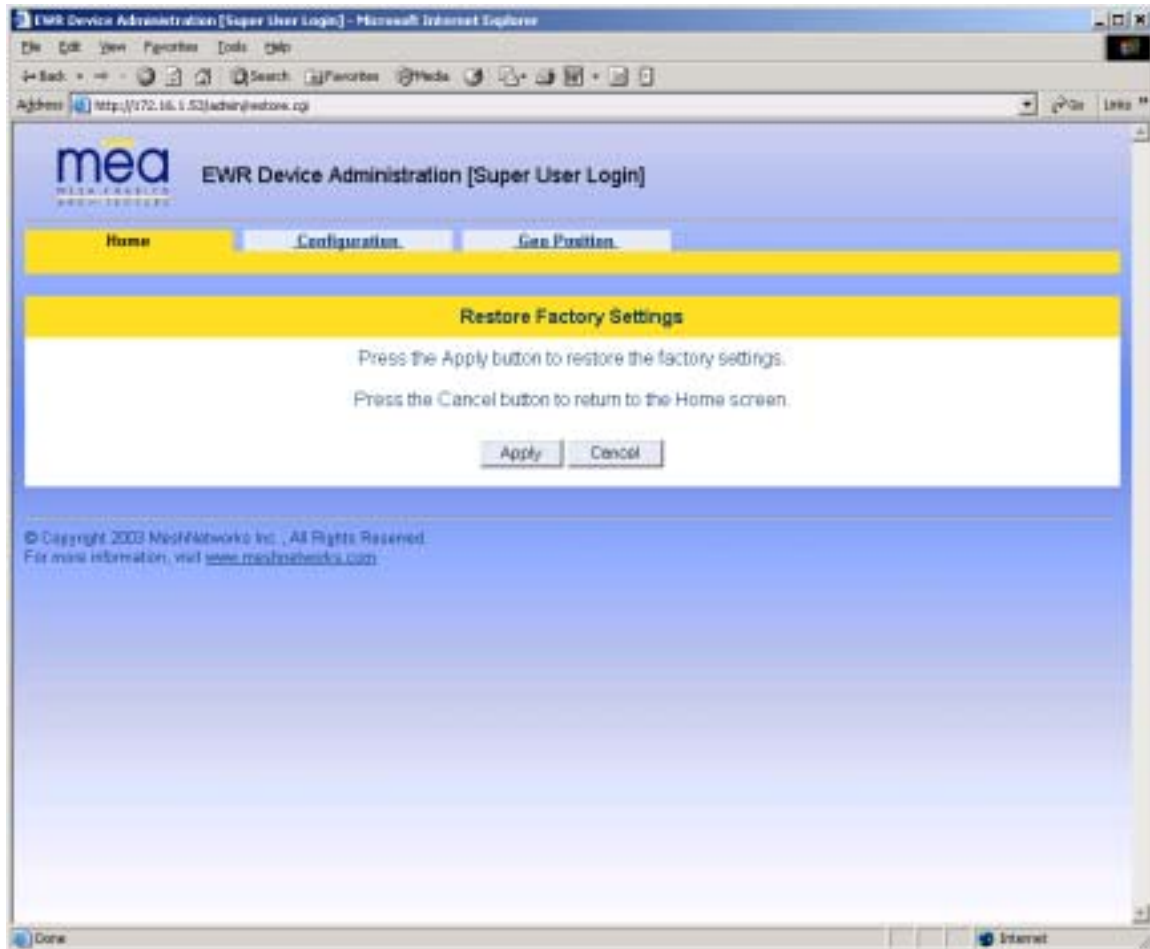 EWR Device Administration [Super User Login] - Microsoft Internet Explorer
File Edit View Favorites Tools Help
Back Search Favorites Media
Address http://172.16.1.52/admin/restore.cgi Go Links »
mea
MESH ENABLED
ARCHITECTURE
EWR Device Administration [Super User Login]
Home Configuration Geo Position
Restore Factory Settings
Press the Apply button to restore the factory settings.
Press the Cancel button to return to the Home screen.
Apply Cancel
© Copyright 2003 MeshNetworks Inc., All Rights Reserved
For more information, visit www.meshnetworks.com
Done Internet